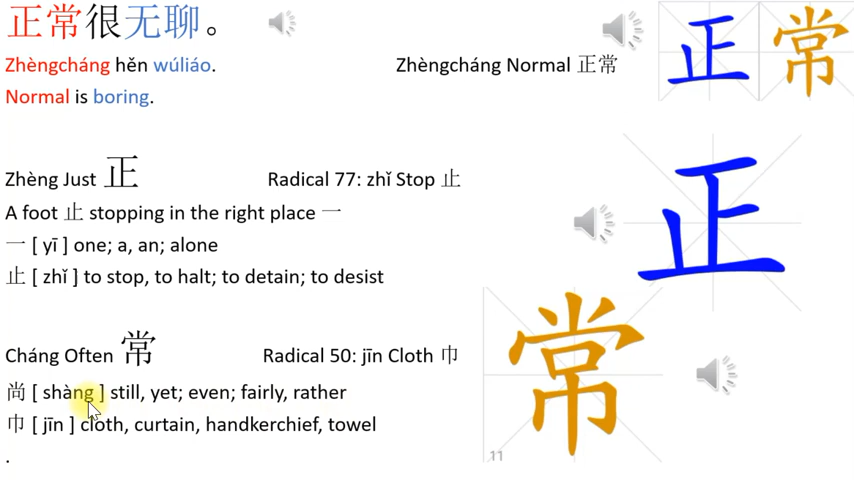 正常很无聊。
正常
Zhèngcháng hěn wúliáo.
Zhèngcháng Normal 正常
Normal is boring.
Zhèng Just 正
Radical 77: zhǐ Stop 止
A foot 止 stopping in the right place 一
一 [ yī ] one; a, an; alone
止 [ zhǐ ] to stop, to halt; to detain; to desist
正
Cháng Often 常
Radical 50: jīn Cloth 巾
尚 [ shàng ] still, yet; even; fairly, rather
巾 [ jīn ] cloth, curtain, handkerchief, towel
.
常
11